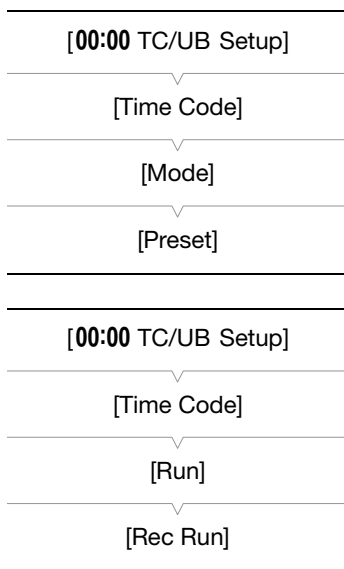 [00:00 TC/UB Setup]
[Time Code]
[Mode]
[Preset]
[00:00 TC/UB Setup]
[Time Code]
[Run]
[Rec Run]